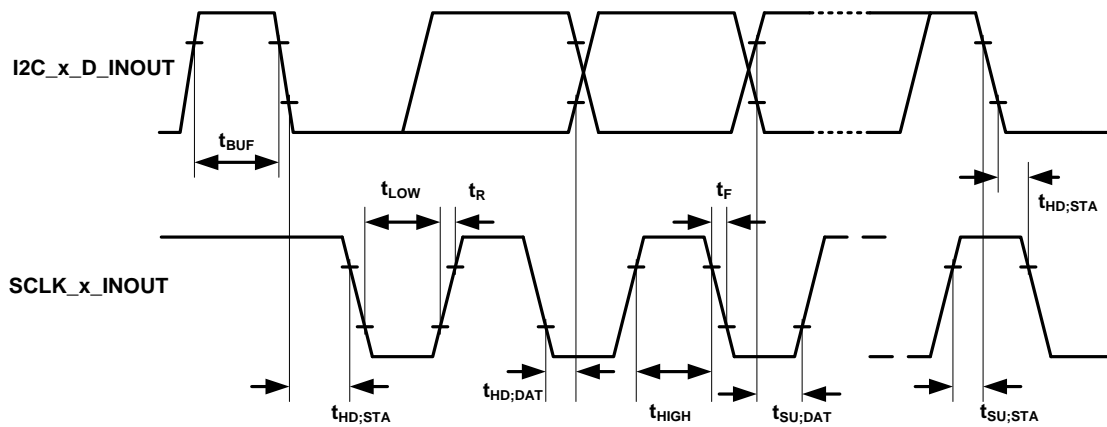 I2C_x_D_INOUT
tBUF
tLOW
tR
tF
tHD;STA
SCLK_x_INOUT
tHD;STA
tHD;DAT
tHIGH
tSU;DAT
tSU;STA